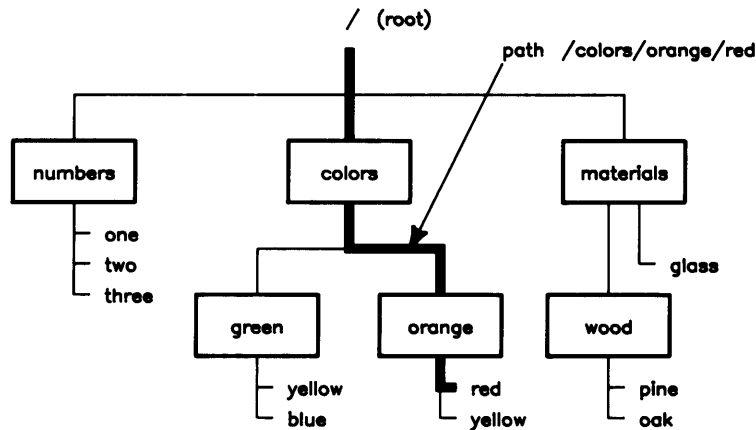 / (root)
path /colors/orange/red
numbers
colors
materials
one
two
three
glass
green
orange
wood
yellow
blue
red
yellow
pine
oak